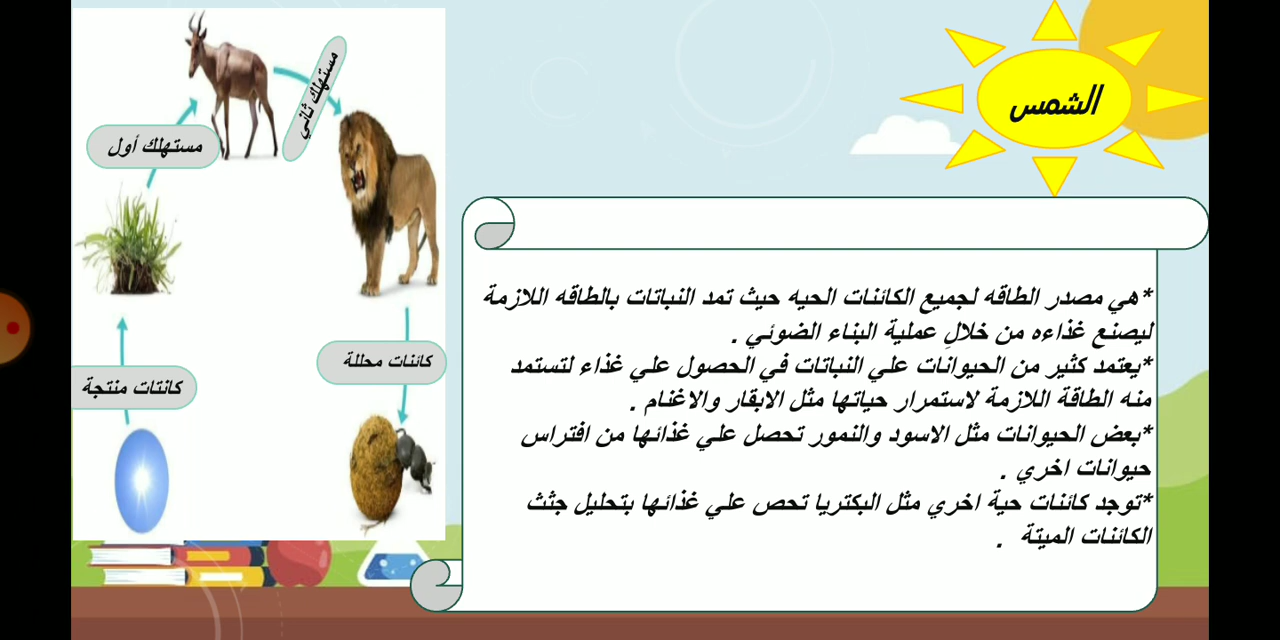 الشمس
مستهلك ثاني
مستهلك أول
كائنات محللة
كانتات منتجة
*هي مصدر الطاقه لجميع الكائنات الحيه حيث تمد النباتات بالطاقه اللازمة
ليصنع غذاءه من خلالِ عملية البناء الضوئي .
*يعتمد كثير من الحيوانات علي النباتات في الحصول علي غذاء لتستمد
منه الطاقة اللازمة لاستمرار حياتها مثل الابقار والاغنام .
*بعض الحيوانات مثل الاسود والنمور تحصل علي غذائها من افتراس
حيوانات اخري .
*توجد كائنات حية اخري مثل البكتريا تحص علي غذائها بتحليل جثث
الكائنات الميتة .